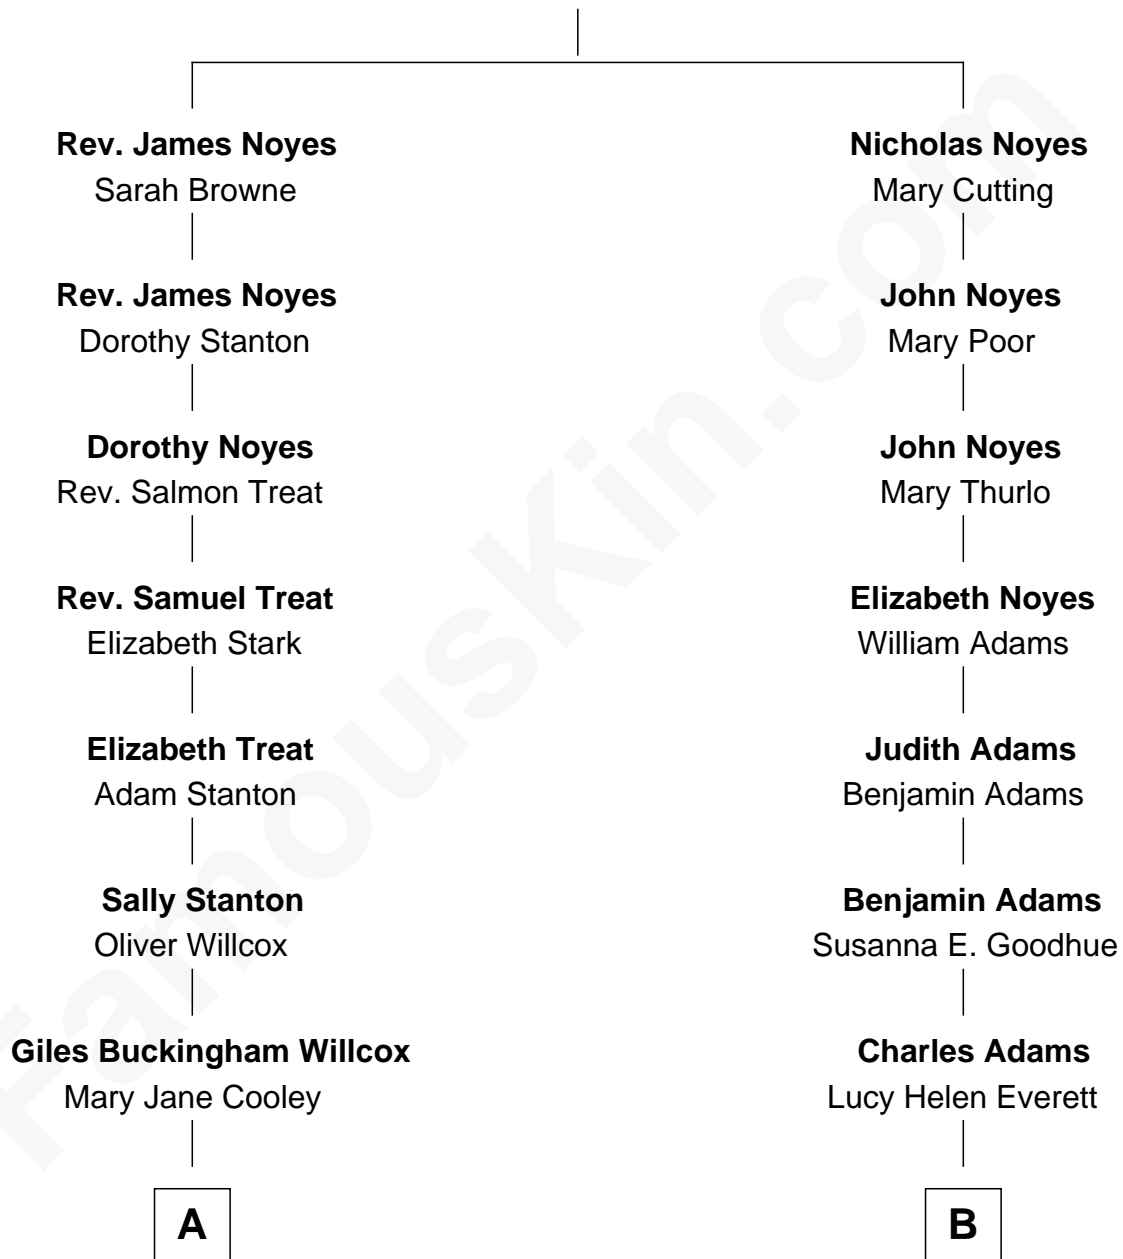 Rev. James Noyes
Sarah Browne
Rev. James Noyes
Dorothy Stanton
Dorothy Noyes
Rev. Salmon Treat
Rev. Samuel Treat
Elizabeth Stark
Elizabeth Treat
Adam Stanton
Sally Stanton
Oliver Willcox
Giles Buckingham Willcox
Mary Jane Cooley
A
Nicholas Noyes
Mary Cutting
John Noyes
Mary Poor
John Noyes
Mary Thurlo
Elizabeth Noyes
William Adams
Judith Adams
Benjamin Adams
Benjamin Adams
Susanna E. Goodhue
Charles Adams
Lucy Helen Everett
B
FamousKin.com